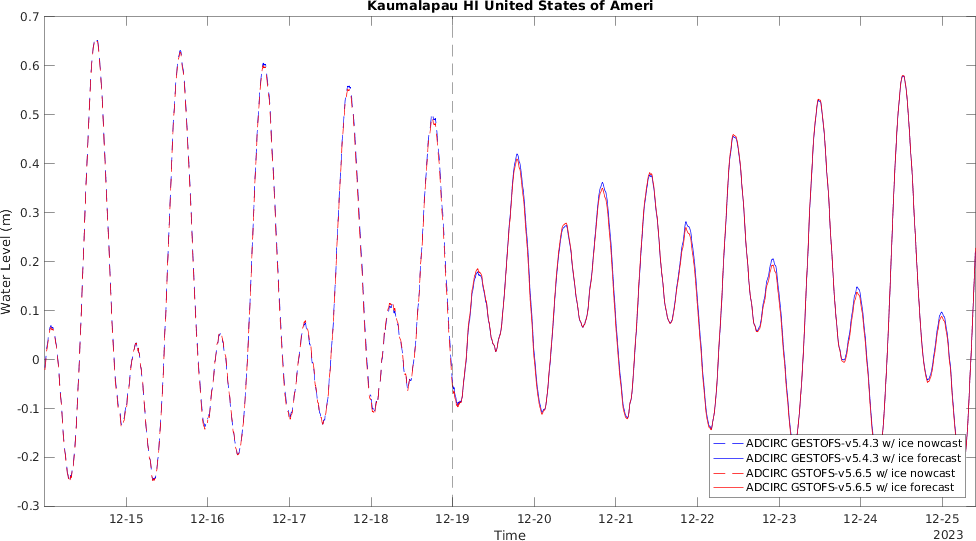 Kaumalapau HI United States of Ameri
0.7
0.6
0.5
0.4
0.3
0.2
0.1
0
-0.1
-0.2
-0.3
Water Level (m)
ADCIRC GESTOFS-v5.4.3 w/ ice nowcast
ADCIRC GESTOFS-v5.4.3 w/ ice forecast
ADCIRC GSTOFS-v5.6.5 w/ ice nowcast
ADCIRC GSTOFS-v5.6.5 w/ ice forecast
12-15 12-16 12-17 12-18 12-19 12-20 12-21 12-22 12-23 12-24 12-25
Time
2023